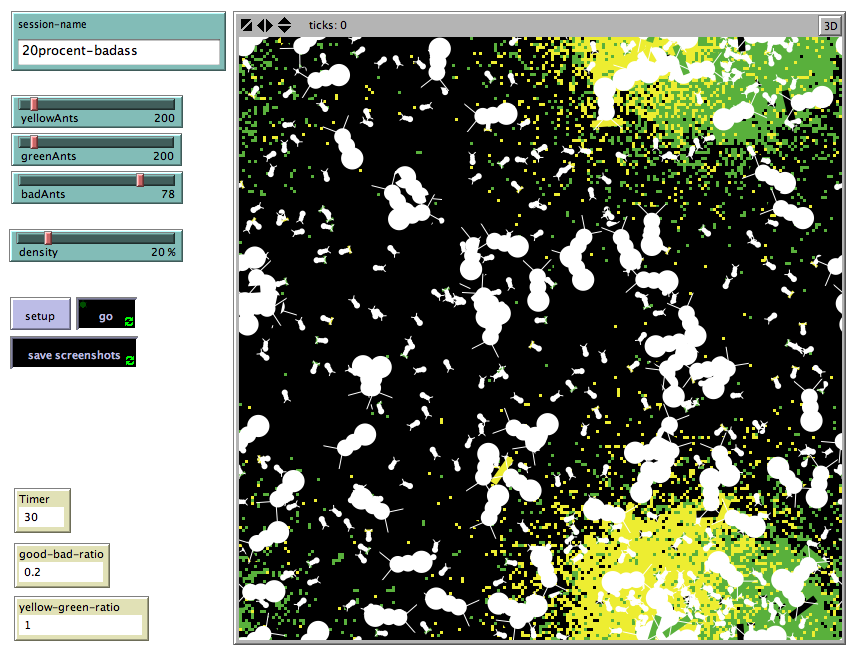 session-name
20procent-badass
ticks: 0
3D
yellowAnts 200
greenAnts 200
badAnts 78
density 20 %
setup
go
save screenshots
Timer
30
good-bad-ratio
0.2
yellow-green-ratio
1